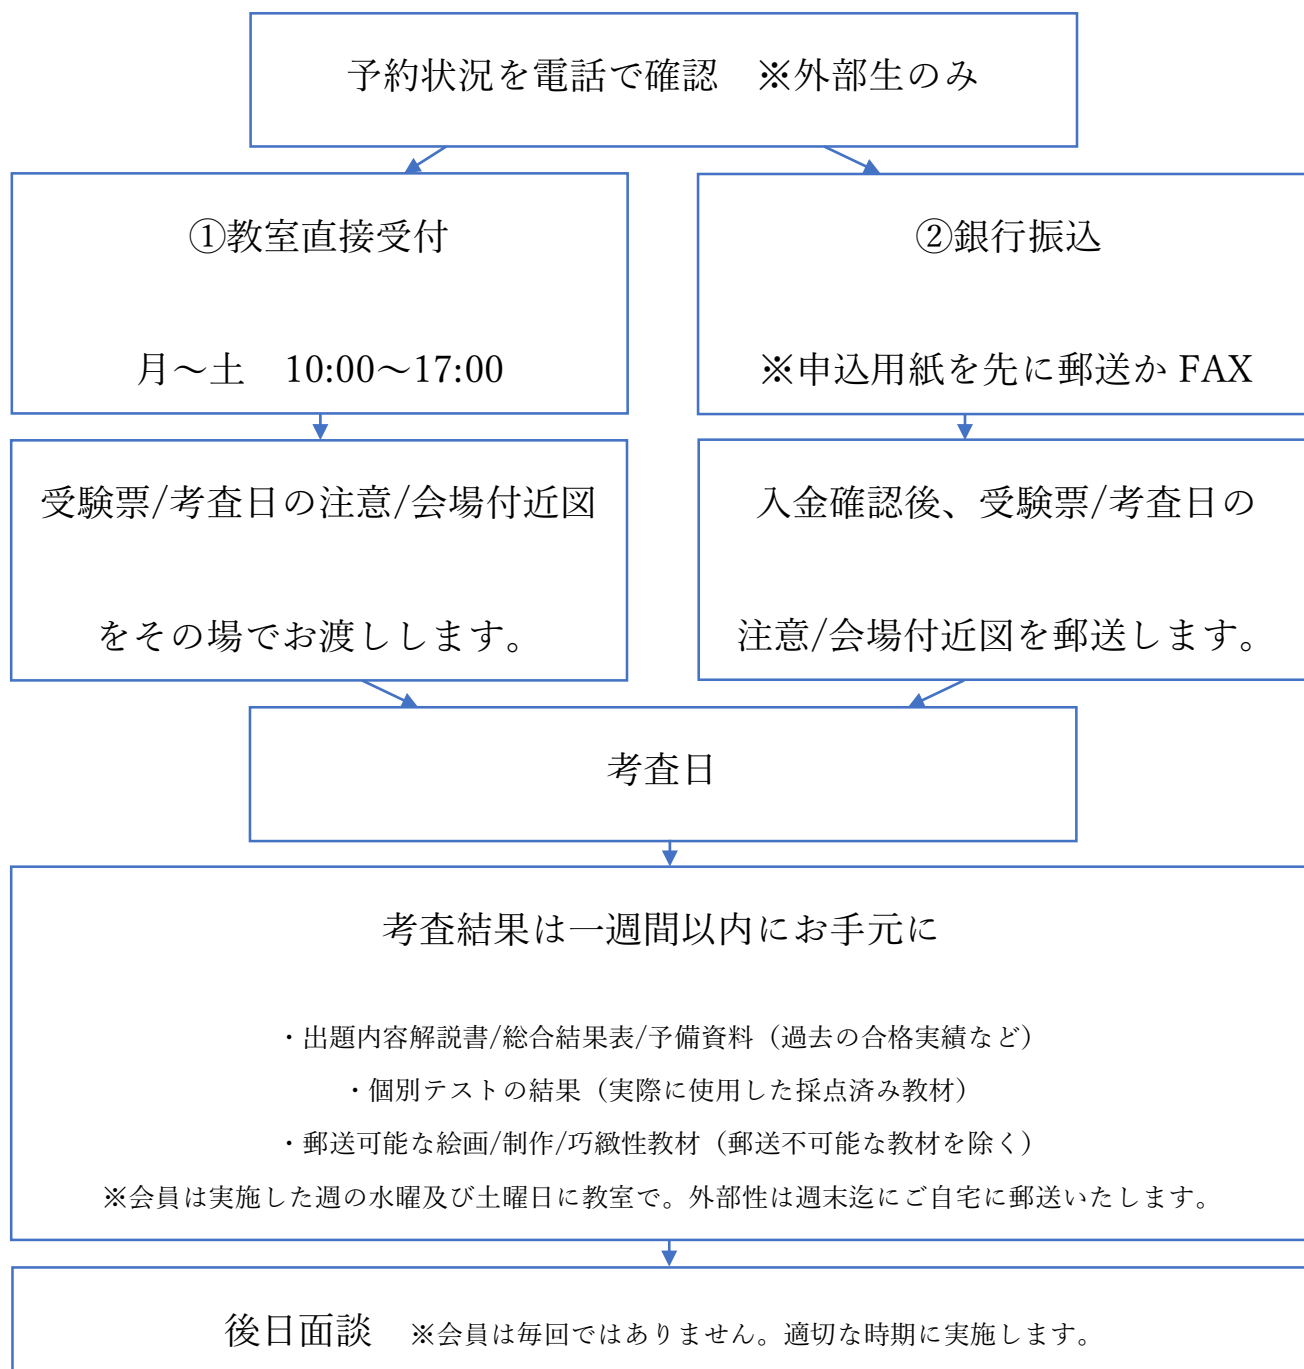 予約状況を電話で確認　※外部生のみ
①教室直接受付
月～土　10:00～17:00
②銀行振込
※申込用紙を先に郵送か FAX
受験票/考査日の注意/会場付近図
をその場でお渡しします。
入金確認後、受験票/考査日の
注意/会場付近図を郵送します。
考査日
考査結果は一週間以内にお手元に
・出題内容解説書/総合結果表/予備資料（過去の合格実績など）
・個別テストの結果（実際に使用した採点済み教材）
・郵送可能な絵画/制作/巧緻性教材（郵送不可能な教材を除く）
※会員は実施した週の水曜及び土曜日に教室で。外部性は週末迄にご自宅に郵送いたします。
後日面談　※会員は毎回ではありません。適切な時期に実施します。